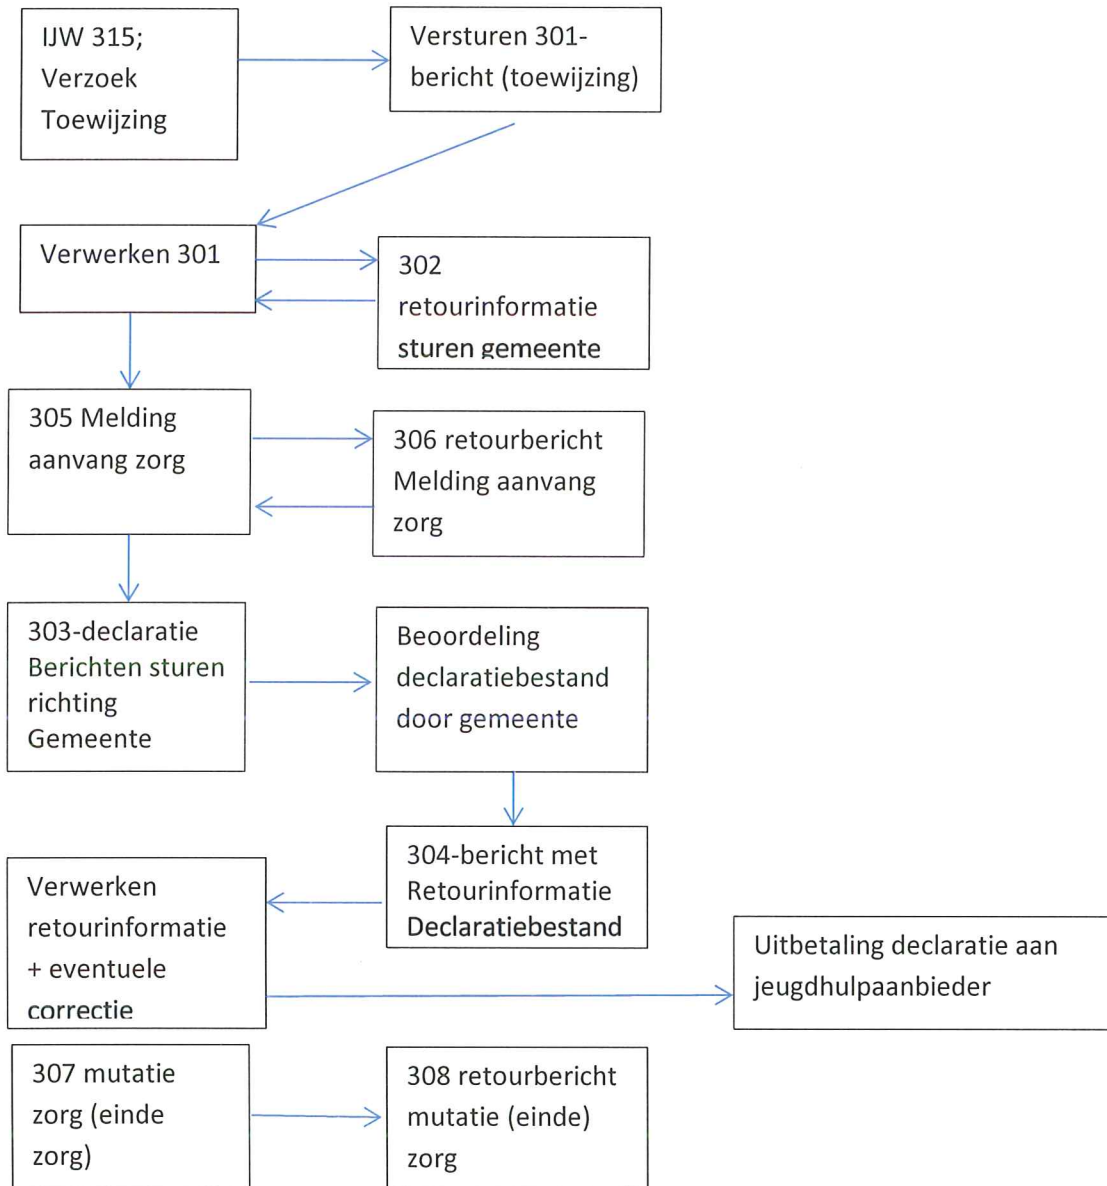 IJW 315;
Verzoek
Toewijzing
Versturen 301-
bericht (toewijzing)
Verwerken 301
302
retourinformatie
sturen gemeente
305 Melding
aanvang zorg
306 retourbericht
Melding aanvang
zorg
303-declaratie
Berichten sturen
richting
Gemeente
Beoordeling
declaratiebestand
door gemeente
304-bericht met
Retourinformatie
Declaratiebestand
Verwerken
retourinformatie
+ eventuele
correctie
Uitbetaling declaratie aan
jeugdhulpaanbieder
307 mutatie
zorg (einde
zorg)
308 retourbericht
mutatie (einde)
zorg